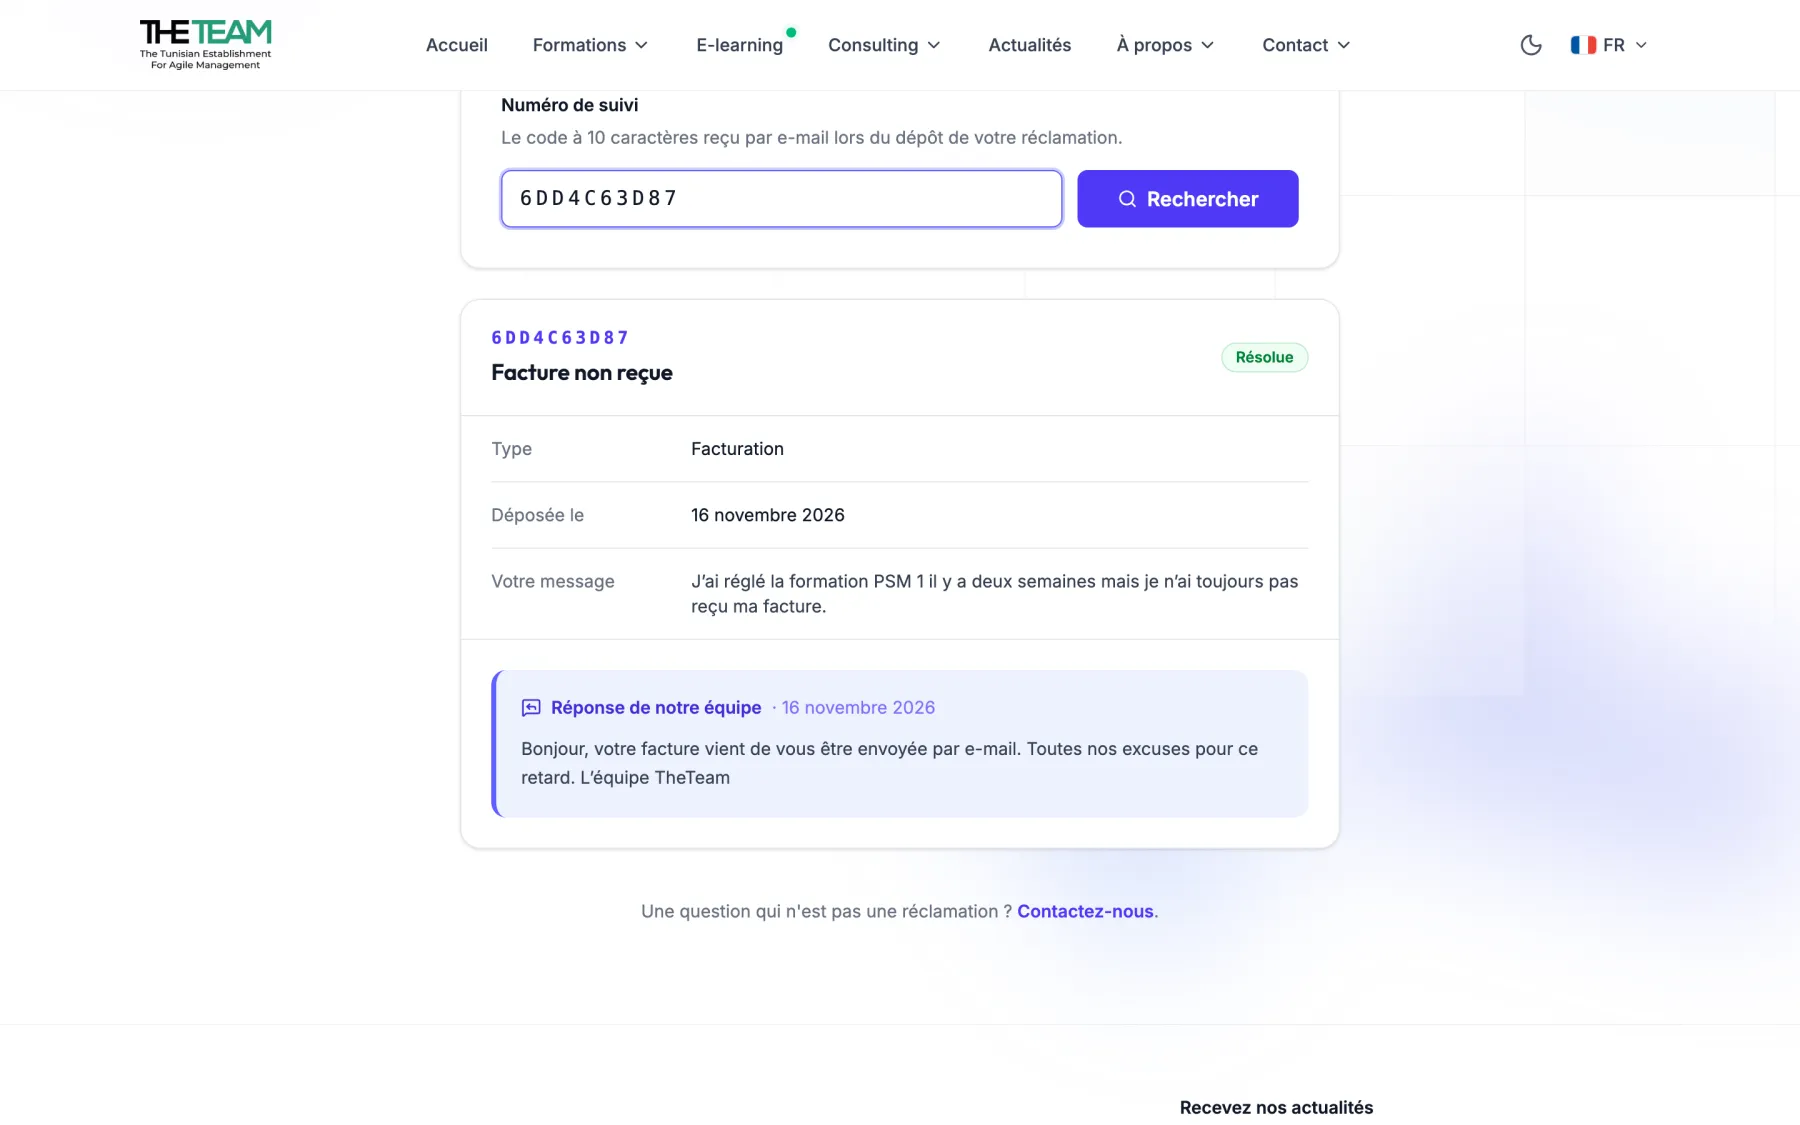 THETEAM
The Tunisian Establishment
For Agile Management
Accueil
Formations
E-learning
Consulting
Actualités
À propos
Contact
FR
Numéro de suivi
Le code à 10 caractères reçu par e-mail lors du dépôt de votre réclamation.
6DD4C63D87
Rechercher
6DD4C63D87
Facture non reçue
Résolue
Type
Facturation
Déposée le
16 novembre 2026
Votre message
J’ai réglé la formation PSM 1 il y a deux semaines mais je n’ai toujours pas
reçu ma facture.
Réponse de notre équipe · 16 novembre 2026
Bonjour, votre facture vient de vous être envoyée par e-mail. Toutes nos excuses pour ce
retard. L’équipe TheTeam
Une question qui n'est pas une réclamation ? Contactez-nous.
Recevez nos actualités